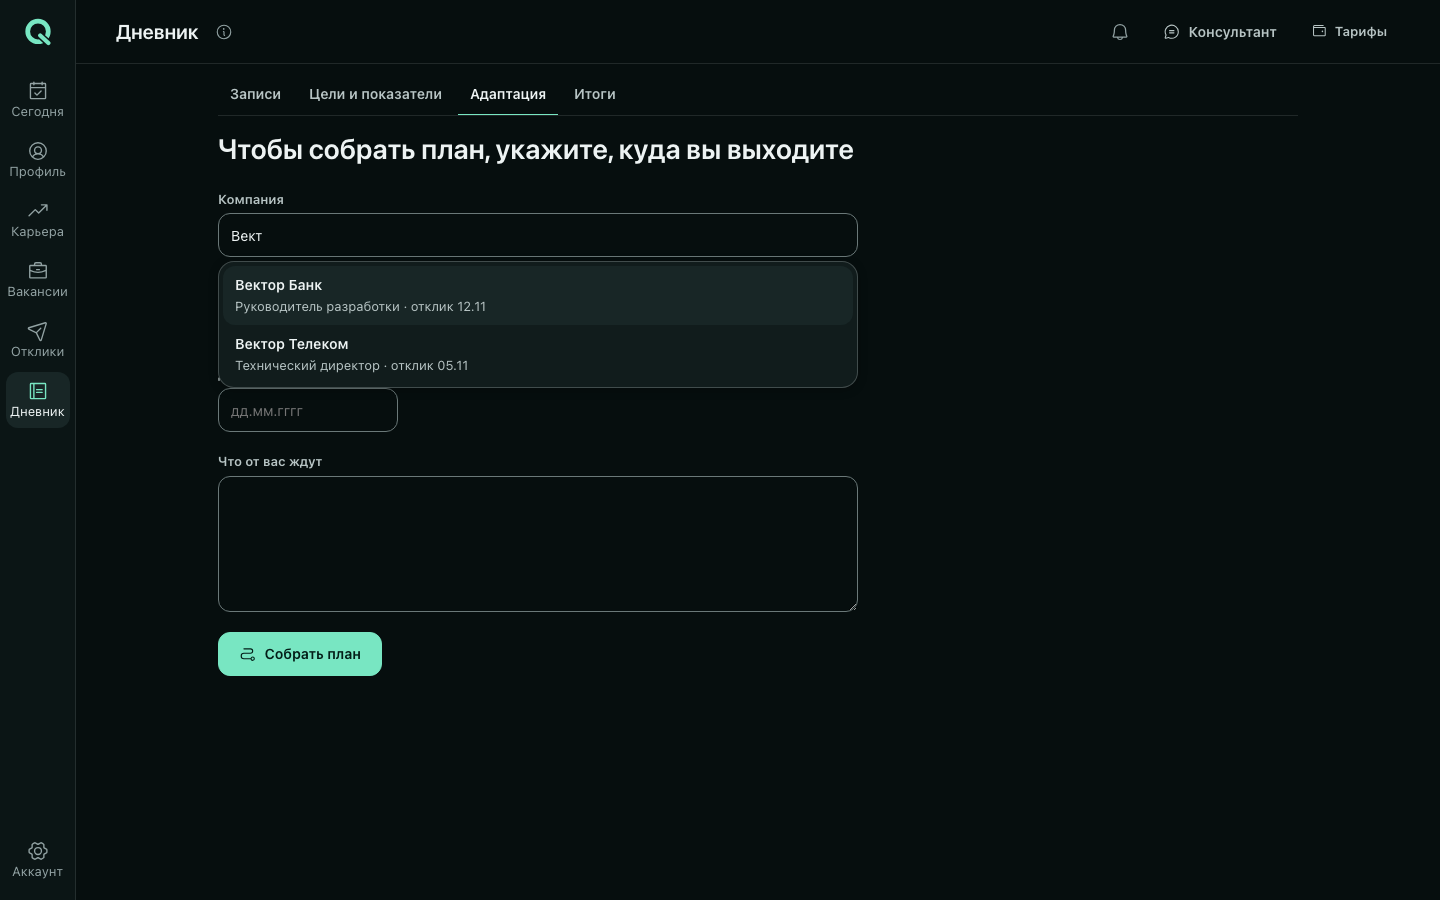 Дневник
Консультант
Тарифы
Сегодня
Профиль
Карьера
Вакансии
Отклики
Дневник
Аккаунт
Записи
Цели и показатели
Адаптация
Итоги
Чтобы собрать план, укажите, куда вы выходите
Компания
Вект
Вектор Банк
Руководитель разработки · отклик 12.11
Вектор Телеком
Технический директор · отклик 05.11
дд.мм.гггг
Что от вас ждут
Собрать план